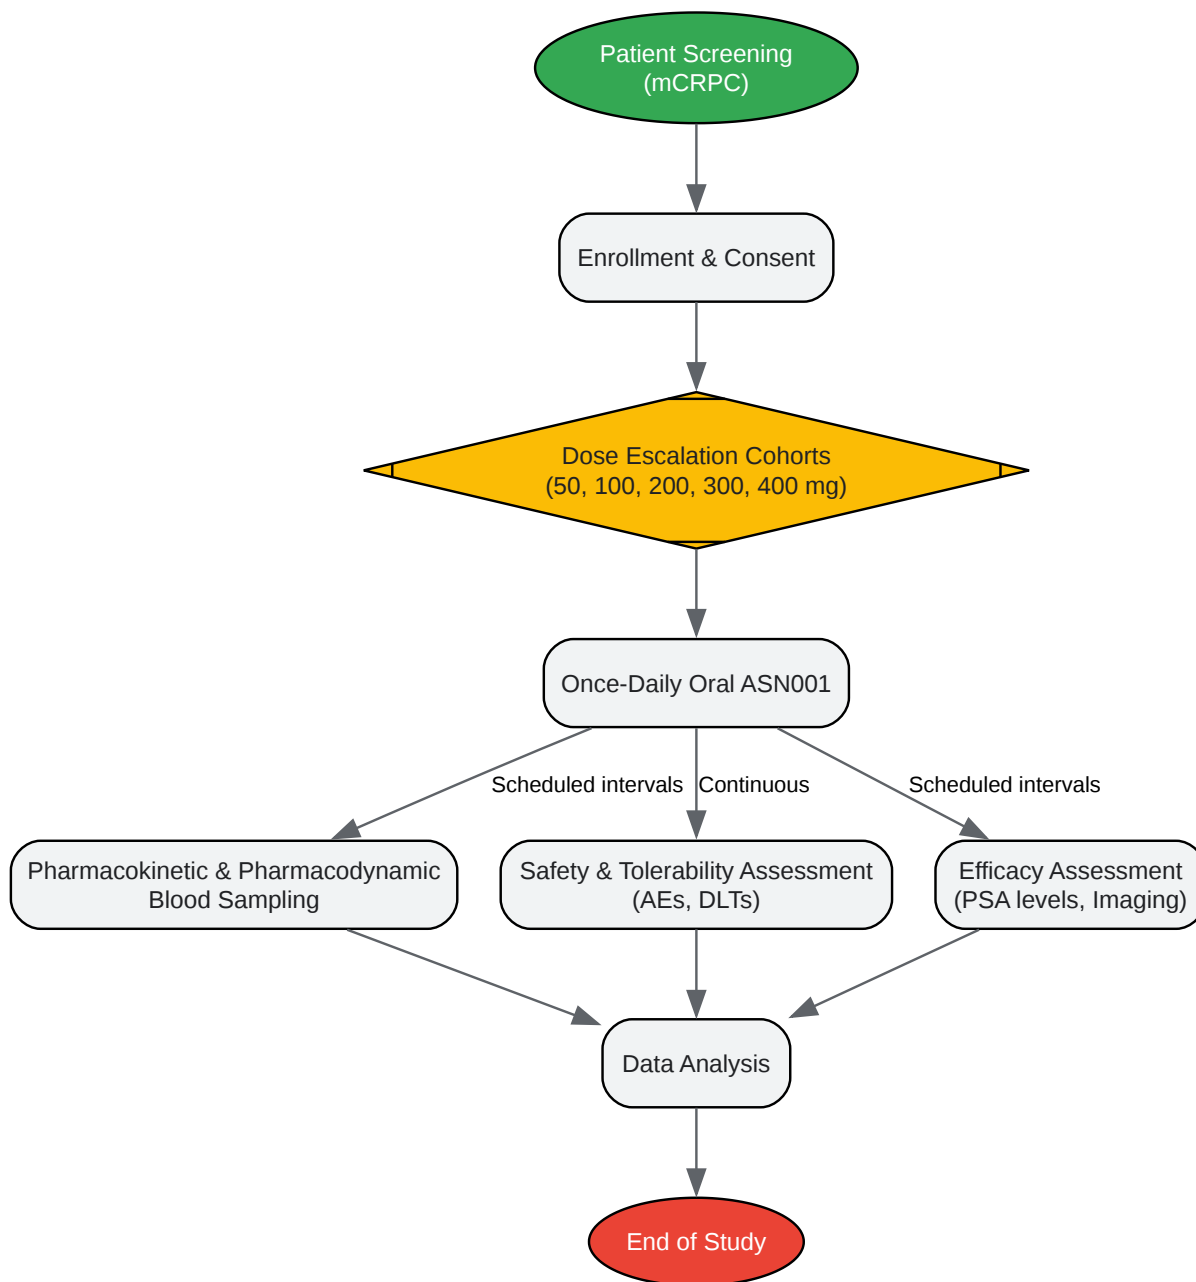 Patient Screening
(mCRPC)
Enrollment & Consent
Dose Escalation Cohorts
(50, 100, 200, 300, 400 mg)
Once-Daily Oral ASN001
Scheduled intervals
Continuous
Scheduled intervals
Pharmacokinetic & Pharmacodynamic
Blood Sampling
Safety & Tolerability Assessment
(AEs, DLTs)
Efficacy Assessment
(PSA levels, Imaging)
Data Analysis
End of Study